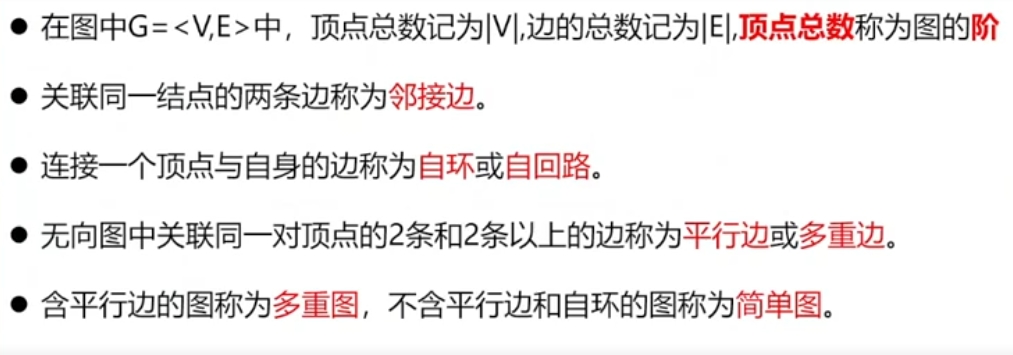 ● 在图中G=<V,E>中，顶点总数记为|V|,边的总数记为|E|,顶点总数称为图的阶
● 关联同一结点的两条边称为邻接边。
● 连接一个顶点与自身的边称为自环或自回路。
● 无向图中关联同一对顶点的2条和2条以上的边称为平行边或多重边。
● 含平行边的图称为多重图，不含平行边和自环的图称为简单图。